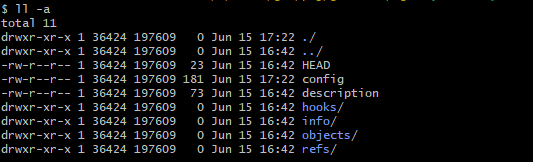 $ ll -a
total 11
drwxr-xr-x 1 36424 197609   0 Jun 15 17:22 ./
drwxr-xr-x 1 36424 197609   0 Jun 15 16:42 ../
-rw-r--r-- 1 36424 197609  23 Jun 15 16:42 HEAD
-rw-r--r-- 1 36424 197609 181 Jun 15 17:22 config
-rw-r--r-- 1 36424 197609  73 Jun 15 16:42 description
drwxr-xr-x 1 36424 197609   0 Jun 15 16:42 hooks/
drwxr-xr-x 1 36424 197609   0 Jun 15 16:42 info/
drwxr-xr-x 1 36424 197609   0 Jun 15 16:42 objects/
drwxr-xr-x 1 36424 197609   0 Jun 15 16:42 refs/